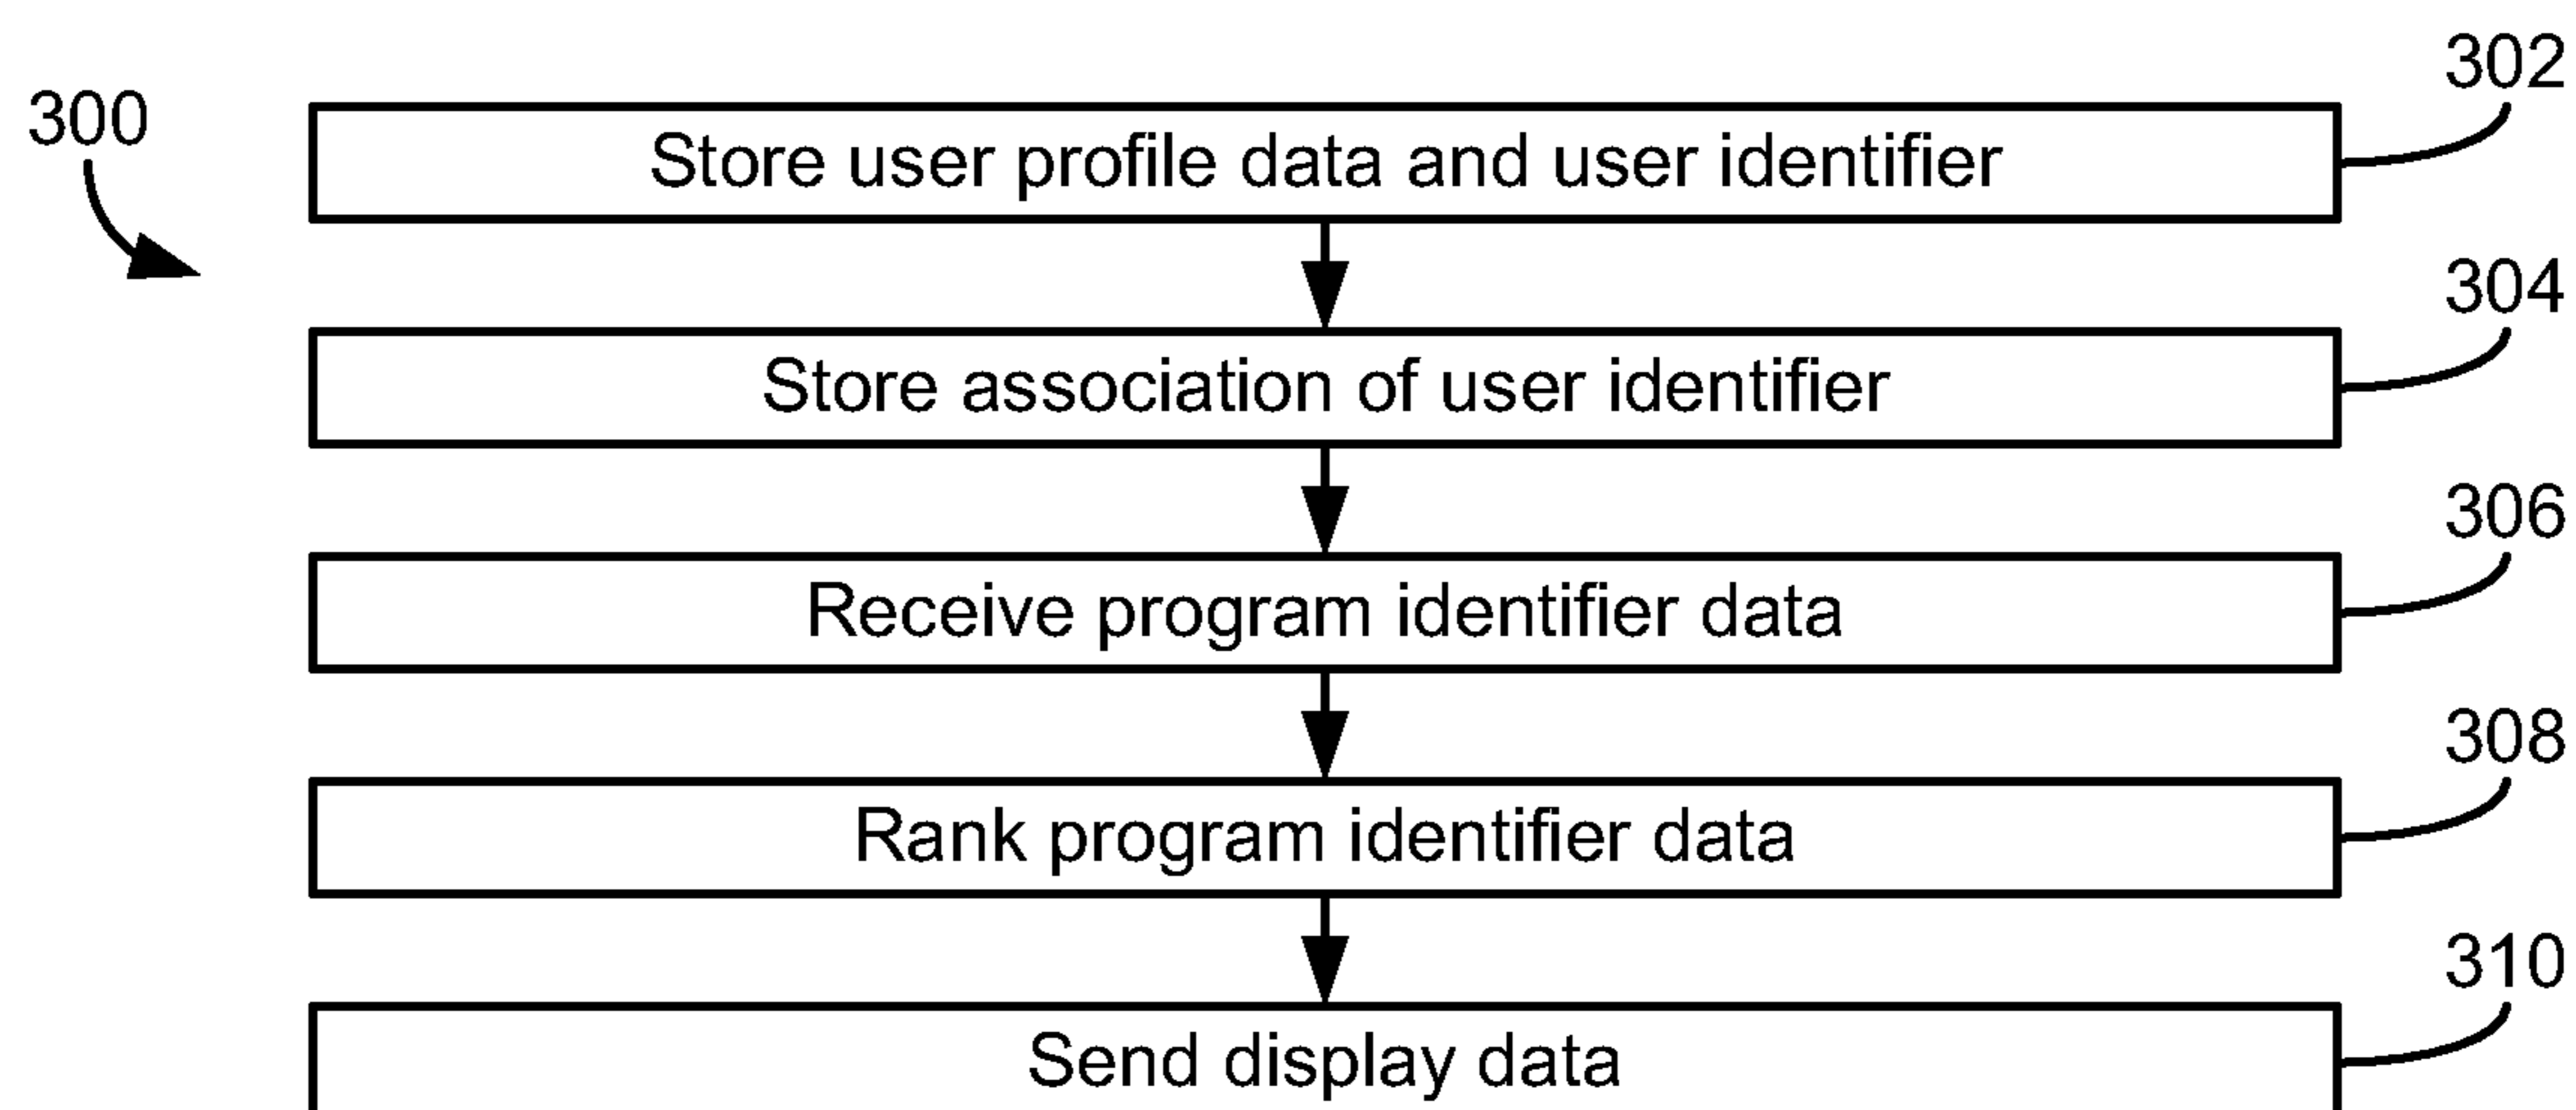 302
300
Store user profile data and user identifier
304
Store association of user identifier
306
Receive program identifier data
308
Rank program identifier data
310
Send display data